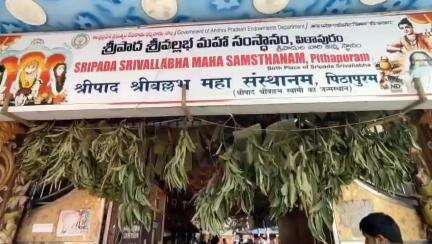 Government of Andhra Pradesh Endowments Department
శ్రీపాద శ్రీవల్లభ మహా సంస్థానం, పిఠాపురం
SRIPADA SRIVALLABHA MAHA SAMSTHANAM, Pithapuram
Birth Place of Sripada Srivallabha
श्रीपाद श्रीवल्लभ महा संस्थानम्, पिठापुरम्